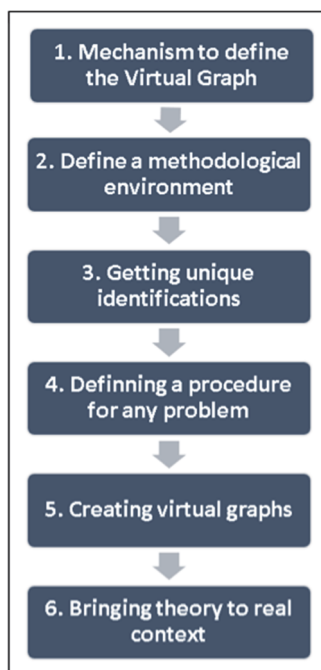 1. Mechanism to define
the Virtual Graph
2. Define a methodological
environment
3. Getting unique
identifications
4. Definning a procedure
for any problem
5. Creating virtual graphs
6. Bringing theory to real
context